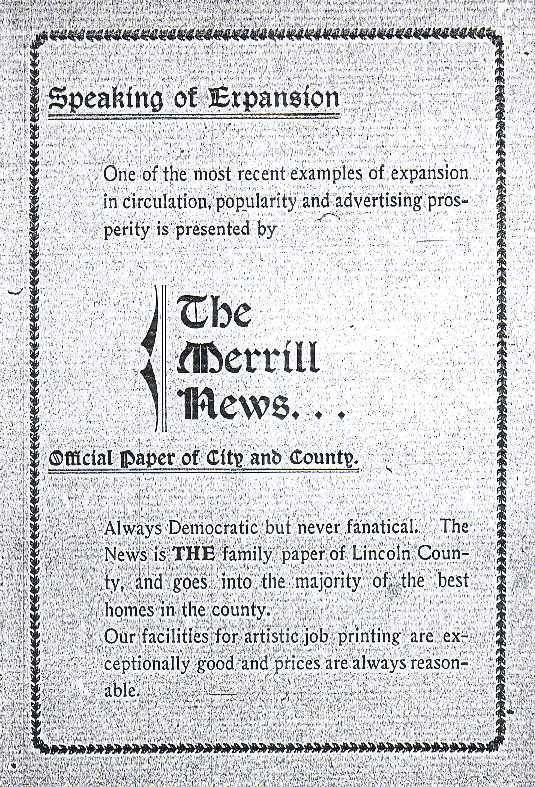 Speaking of Expansion
One of the most recent examples of expansion
in circulation, popularity and advertising pros-
perity is presented by
The
Merrill
News. . .
Official Paper of City and County.
Always Democratic but never fanatical. The
News is THE family paper of Lincoln Coun-
ty, and goes into the majority of the best
homes in the county.
Our facilities for artistic job printing are ex-
ceptionally good and prices are always reason-
able.